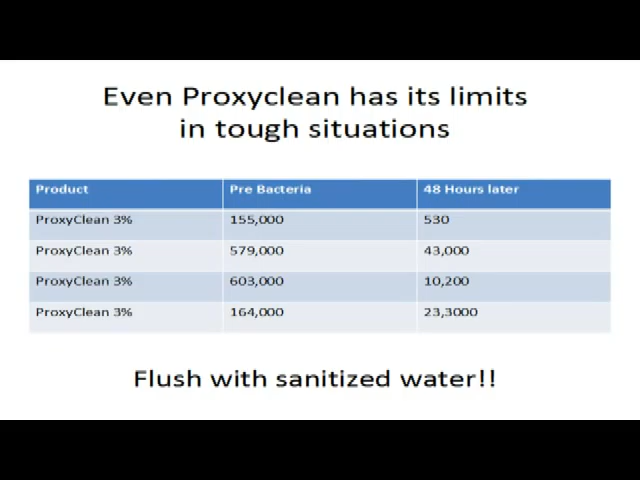 Even Proxyclean has its limits
in tough situations
Product Pre Bacteria 48 Hours later
ProxyClean 3% 155,000 530
ProxyClean 3% 579,000 43,000
ProxyClean 3% 603,000 10,200
ProxyClean 3% 164,000 23,3000
Flush with sanitized water!!